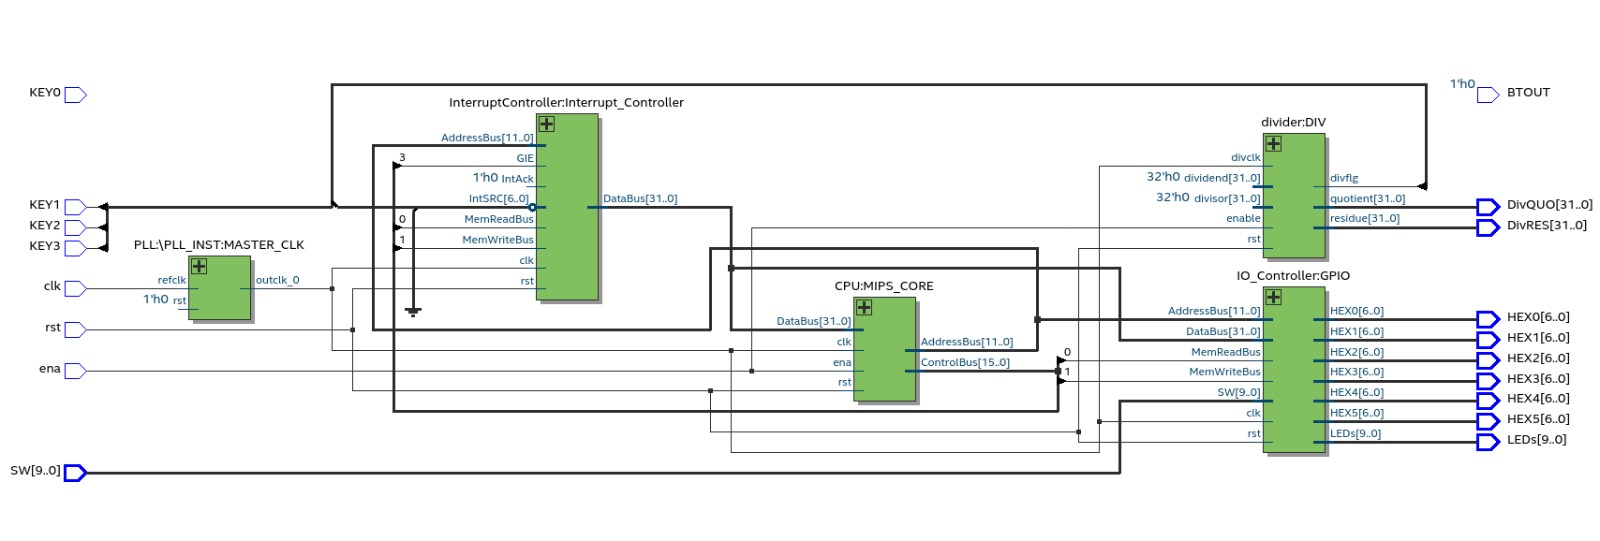 KEY0
1'h0
BTOUT
InterruptController:Interrupt_Controller
divider:DIV
AddressBus[11..0]
3
GIE
divclk
1'h0
IntAck
32'h0
dividend[31..0]
divflg
KEY1
IntSRC[6..0]
DataBus[31..0]
32'h0
divisor[31..0]
quotient[31..0]
DivQUO[31..0]
KEY2
0
MemReadBus
enable
residue[31..0]
DivRES[31..0]
KEY3
PLL:\PLL_INST:MASTER_CLK
1
MemWriteBus
rst
clk
refclk
outclk_0
clk
rst
1'h0
rst
CPU:MIPS_CORE
IO_Controller:GPIO
rst
DataBus[31..0]
AddressBus[11..0]
HEX0[6..0]
HEX0[6..0]
clk
AddressBus[11..0]
DataBus[31..0]
HEX1[6..0]
HEX1[6..0]
ena
ena
ControlBus[15..0]
0
MemReadBus
HEX2[6..0]
HEX2[6..0]
rst
1
MemWriteBus
HEX3[6..0]
HEX3[6..0]
SW[9..0]
HEX4[6..0]
HEX4[6..0]
clk
HEX5[6..0]
HEX5[6..0]
rst
LEDs[9..0]
LEDs[9..0]
SW[9..0]